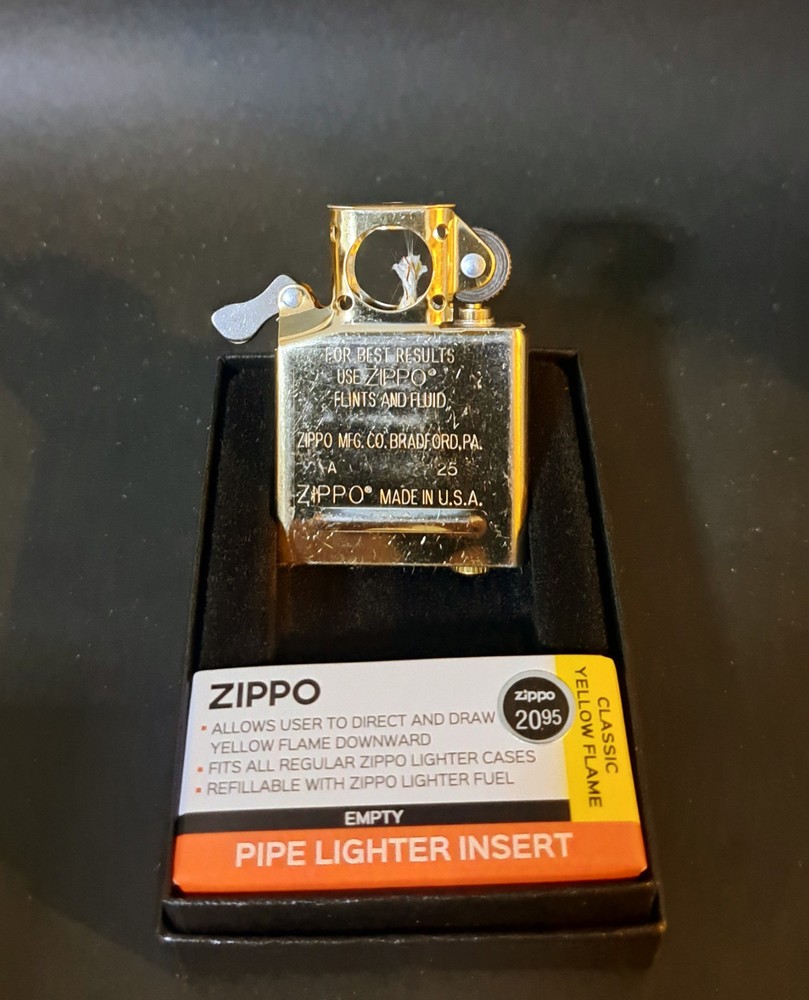 FOR BEST RESULTS
USE ZIPPO®
FLINTS AND FLUID
ZIPPO MFG. CO. BRADFORD, PA.
A 25
ZIPPO® MADE IN U.S.A.
ZIPPO
• ALLOWS USER TO DIRECT AND DRAW
YELLOW FLAME DOWNWARD
• FITS ALL REGULAR ZIPPO LIGHTER CASES
• REFILLABLE WITH ZIPPO LIGHTER FUEL
zippo
20.95
CLASSIC
YELLOW FLAME
EMPTY
PIPE LIGHTER INSERT